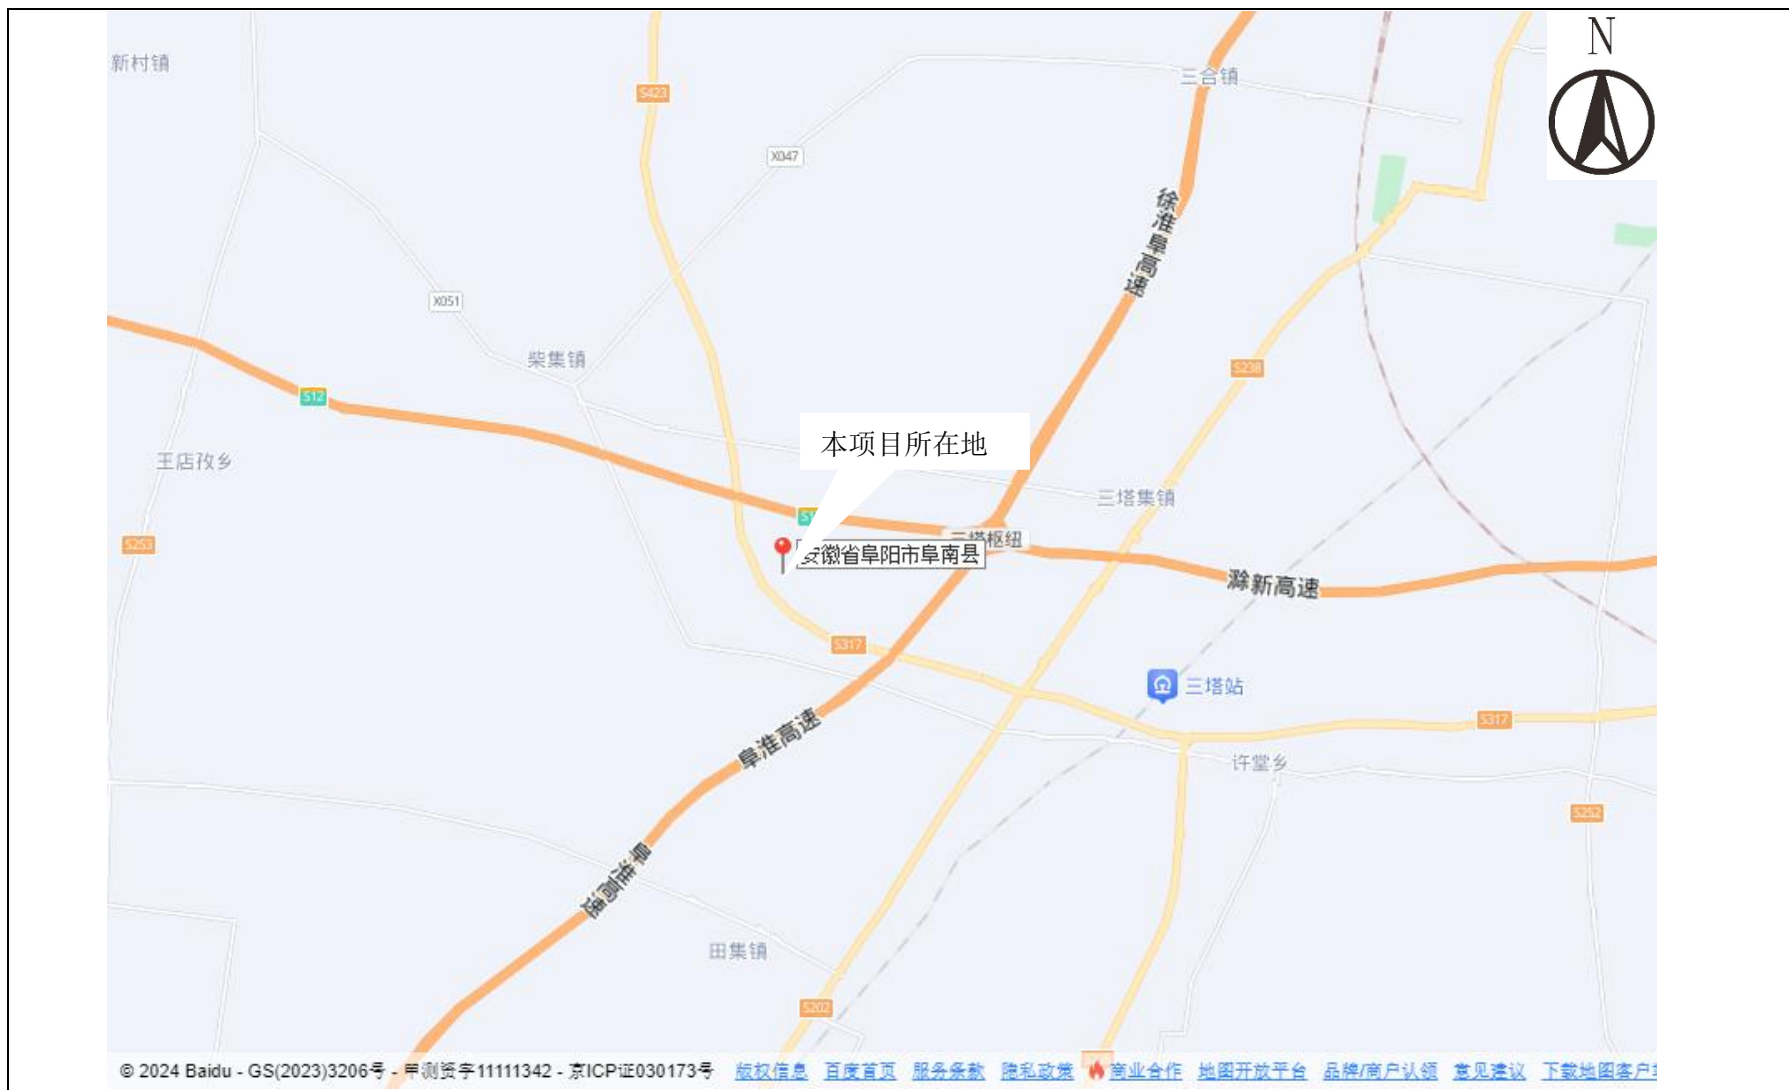 N
新村镇
三合镇
S423
X047
徐淮阜高速
X051
柴集镇
S238
S12
本项目所在地
王店孜乡
三塔集镇
S253
安徽省阜阳市阜南县
枢纽
滁新高速
S317
三塔站
S317
阜淮高速
许堂乡
S252
阜淮高速
田集镇
S202
© 2024 Baidu - GS(2023)3206号 - 甲测资字11111342 - 京ICP证030173号 版权信息 百度首页 服务条款 隐私政策 商业合作 地图开放平台 品牌/商户认领 意见建议 下载地图客户